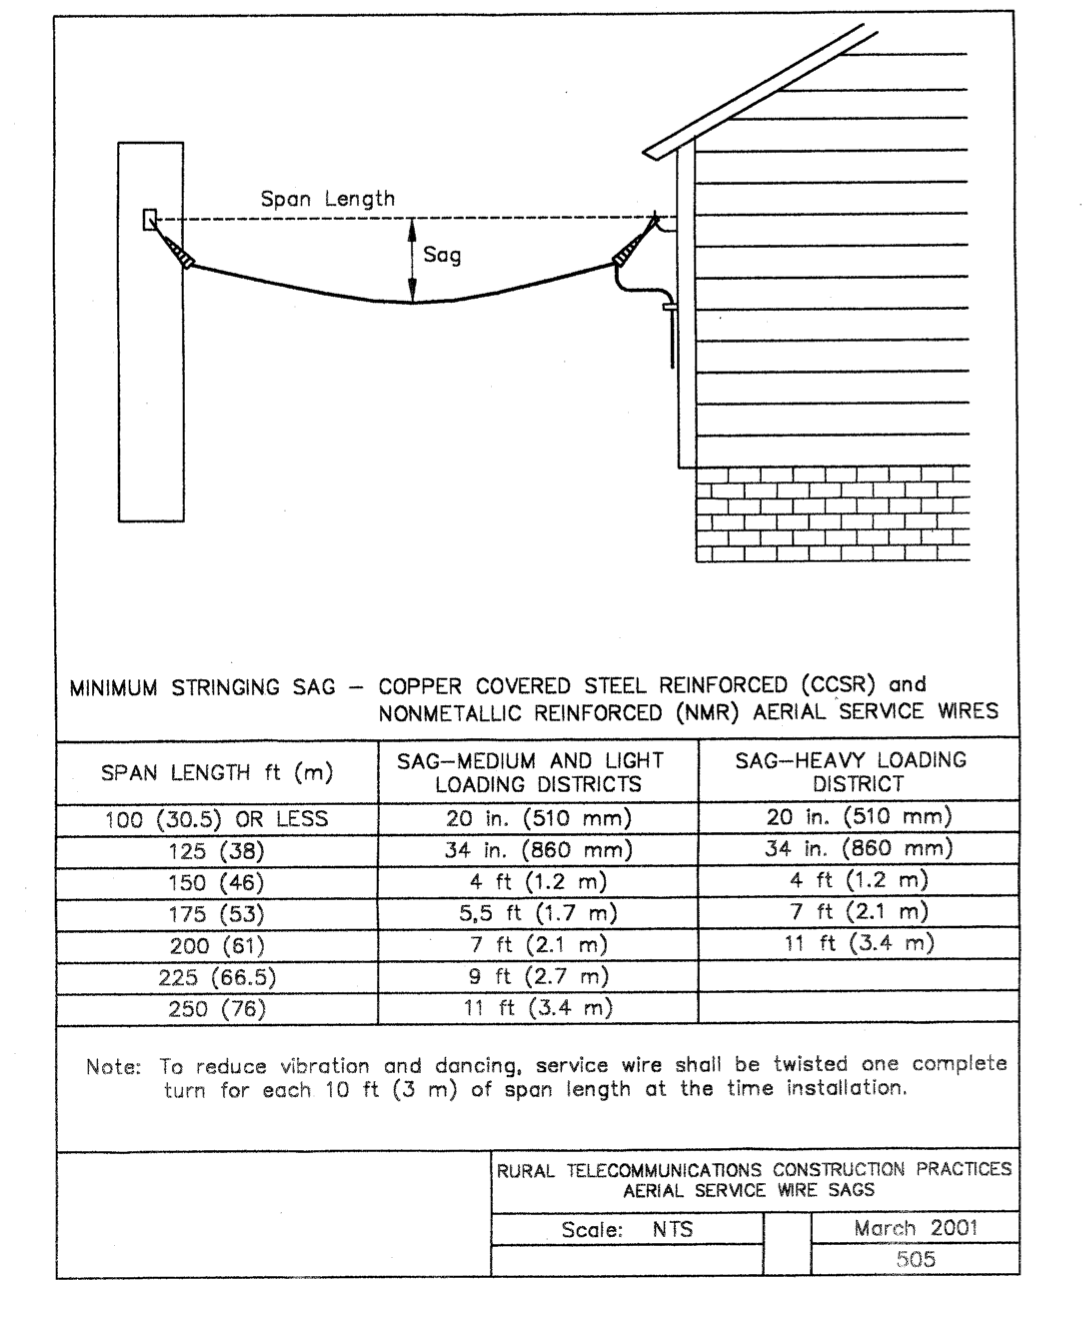 Span Length
Sag
MINIMUM STRINGING SAG – COPPER COVERED STEEL REINFORCED (CCSR) and
NONMETALLIC REINFORCED (NMR) AERIAL SERVICE WIRES
SPAN LENGTH ft (m)
SAG–MEDIUM AND LIGHT
LOADING DISTRICTS
SAG–HEAVY LOADING
DISTRICT
100 (30.5) OR LESS 20 in. (510 mm) 20 in. (510 mm)
125 (38) 34 in. (860 mm) 34 in. (860 mm)
150 (46) 4 ft (1.2 m) 4 ft (1.2 m)
175 (53) 5,5 ft (1.7 m) 7 ft (2.1 m)
200 (61) 7 ft (2.1 m) 11 ft (3.4 m)
225 (66.5) 9 ft (2.7 m)
250 (76) 11 ft (3.4 m)
Note: To reduce vibration and dancing, service wire shall be twisted one complete
turn for each 10 ft (3 m) of span length at the time installation.
RURAL TELECOMMUNICATIONS CONSTRUCTION PRACTICES
AERIAL SERVICE WIRE SAGS
Scale: NTS
March 2001
505